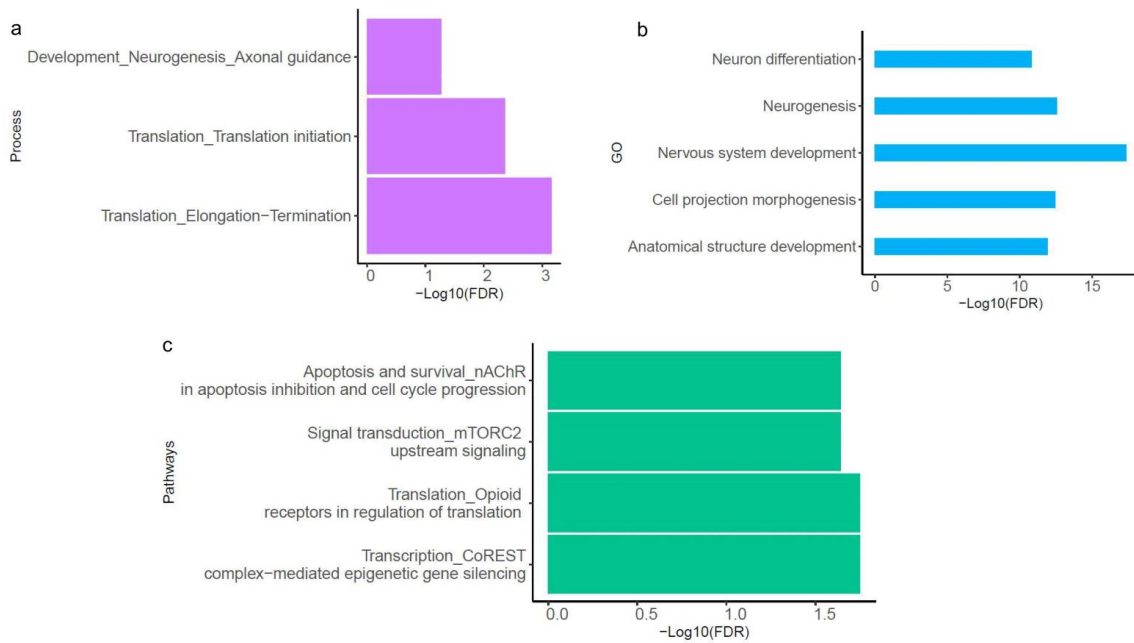 a
Process
Development_Neurogenesis_Axonal guidance
Translation_Translation initiation
Translation_Elongation−Termination
0 1 2 3
−Log10(FDR)
b
GO
Neuron differentiation
Neurogenesis
Nervous system development
Cell projection morphogenesis
Anatomical structure development
0 5 10 15
−Log10(FDR)
c
Pathways
Apoptosis and survival_nAChR
in apoptosis inhibition and cell cycle progression
Signal transduction_mTORC2
upstream signaling
Translation_Opioid
receptors in regulation of translation
Transcription_CoREST
complex−mediated epigenetic gene silencing
0.0 0.5 1.0 1.5
−Log10(FDR)